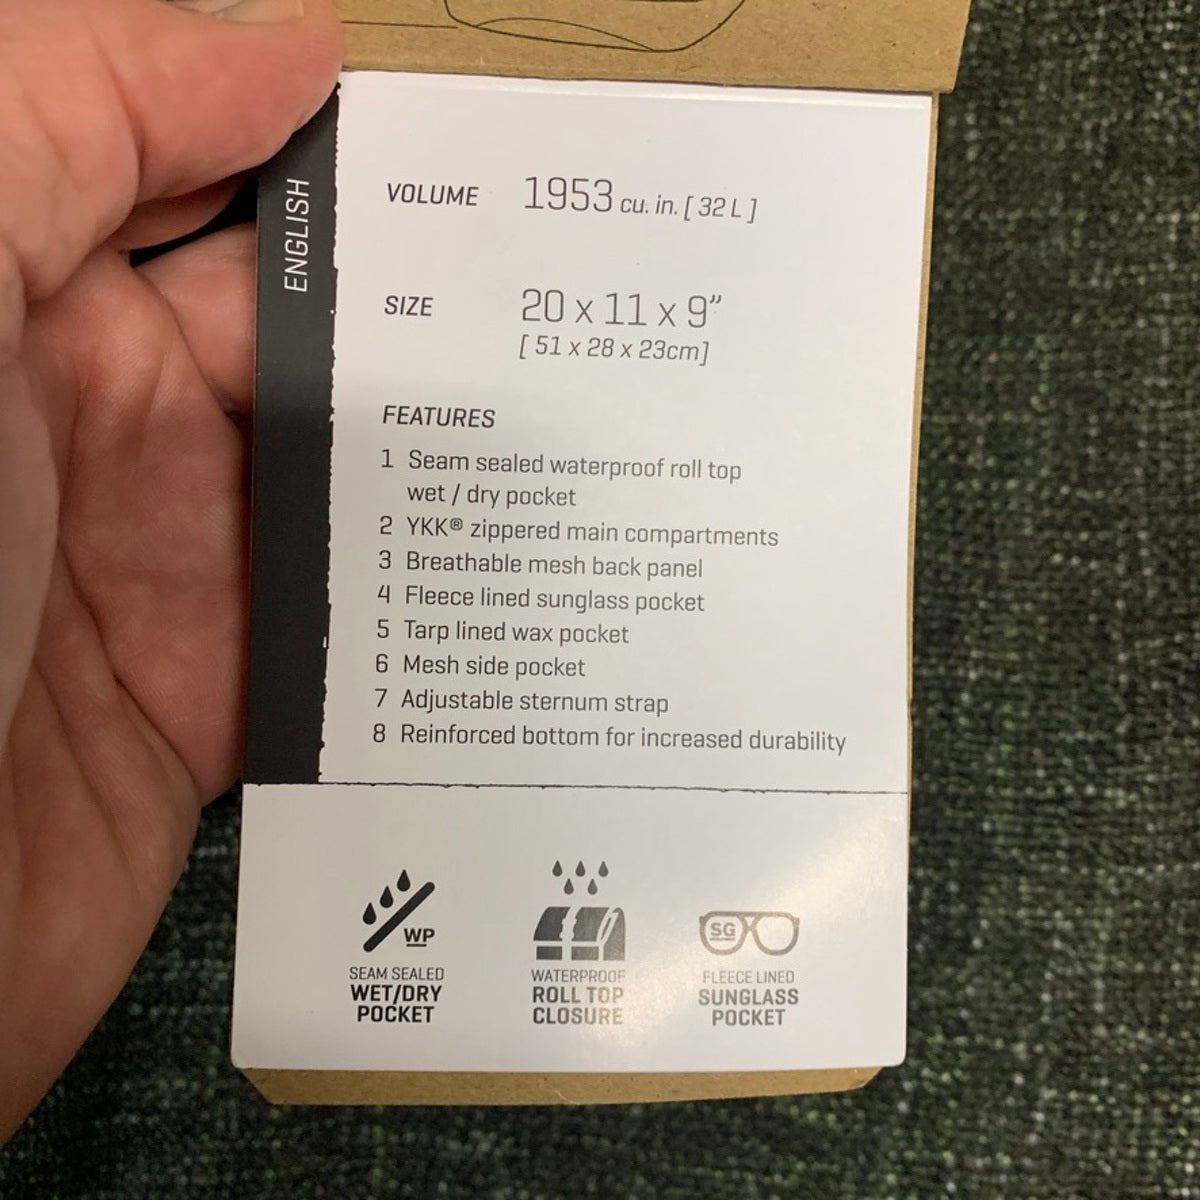 ENGLISH
VOLUME 1953 cu. in. [ 32 L ]
SIZE 20 x 11 x 9”
[ 51 x 28 x 23cm]
FEATURES
1 Seam sealed waterproof roll top
wet / dry pocket
2 YKK® zippered main compartments
3 Breathable mesh back panel
4 Fleece lined sunglass pocket
5 Tarp lined wax pocket
6 Mesh side pocket
7 Adjustable sternum strap
8 Reinforced bottom for increased durability
WP
SEAM SEALED
WET/DRY
POCKET
WATERPROOF
ROLL TOP
CLOSURE
SG
FLEECE LINED
SUNGLASS
POCKET